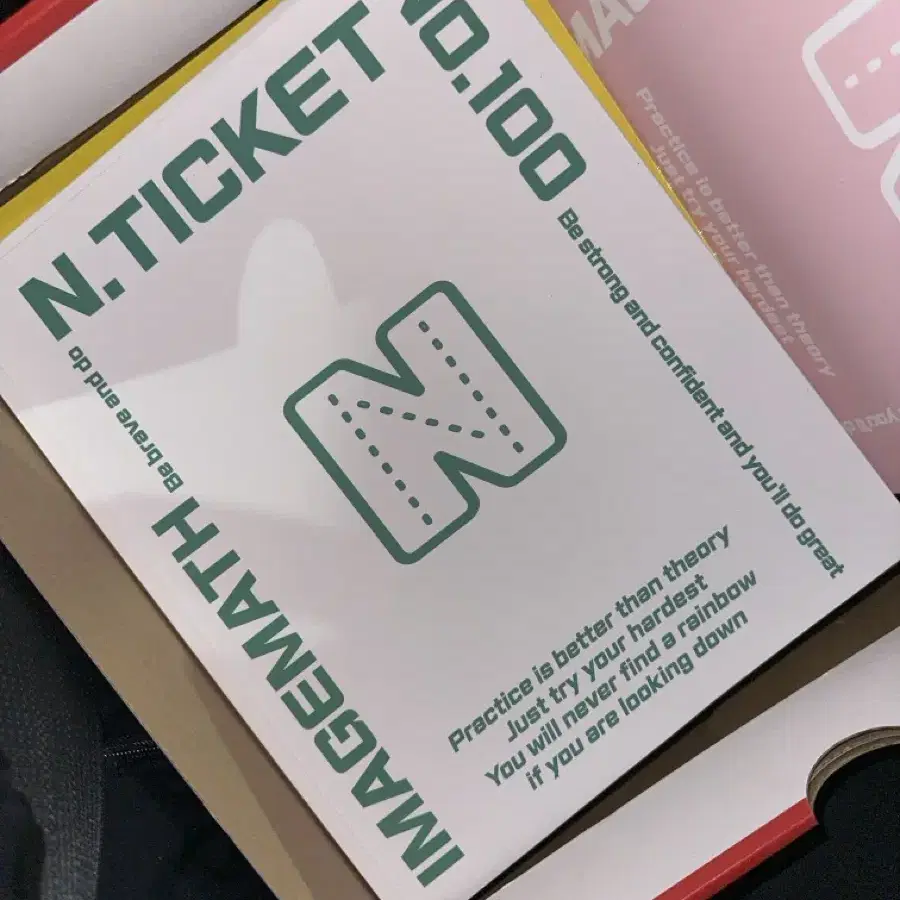 N.TICKET
NO.100
Be strong and confident and you'll do great
IMAGEMATH Be brave and do
N
Practice is better than theory
Just try your hardest
You will never find a rainbow
if you are looking down
Practice is better than theory
Just try your hardest